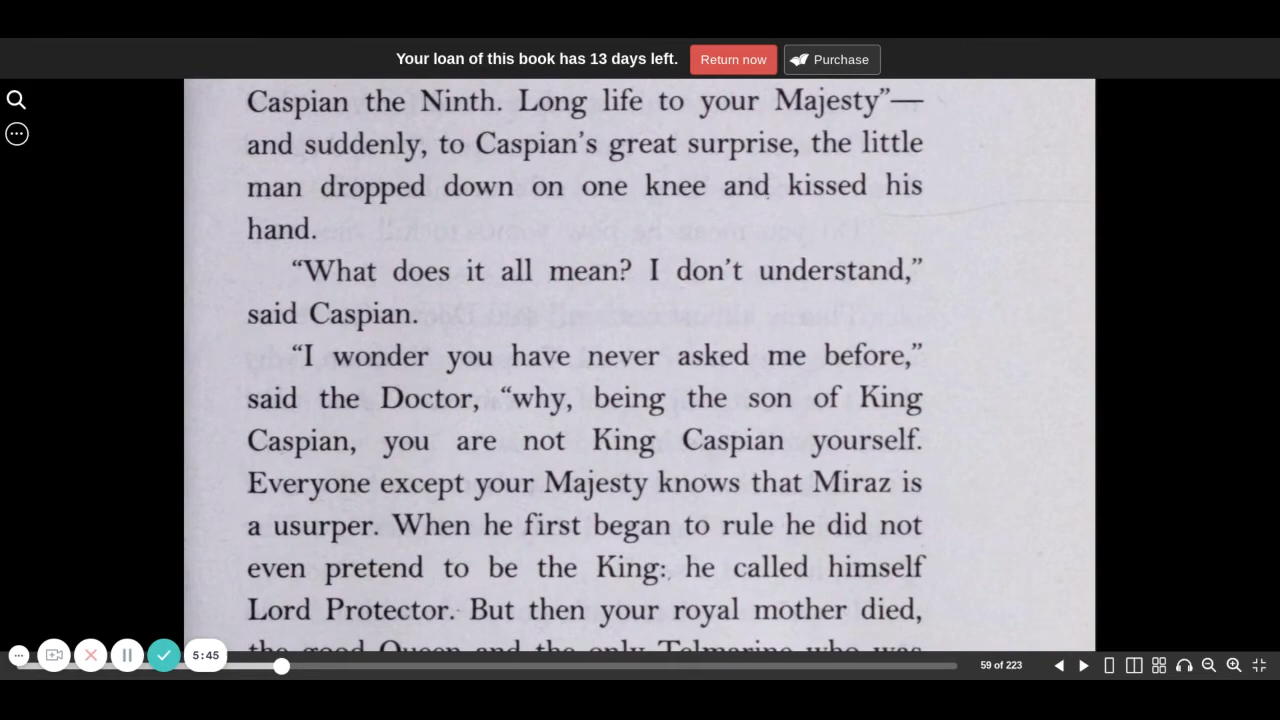 Your loan of this book has 13 days left. Return now Purchase
Caspian the Ninth. Long life to your Majesty”—
and suddenly, to Caspian’s great surprise, the little
man dropped down on one knee and kissed his
hand.
“What does it all mean? I don’t understand,”
said Caspian.
“I wonder you have never asked me before,”
said the Doctor, “why, being the son of King
Caspian, you are not King Caspian yourself.
Everyone except your Majesty knows that Miraz is
a usurper. When he first began to rule he did not
even pretend to be the King: he called himself
Lord Protector. But then your royal mother died,
the good Queen and the only Telmarine who was
5:45
59 of 223